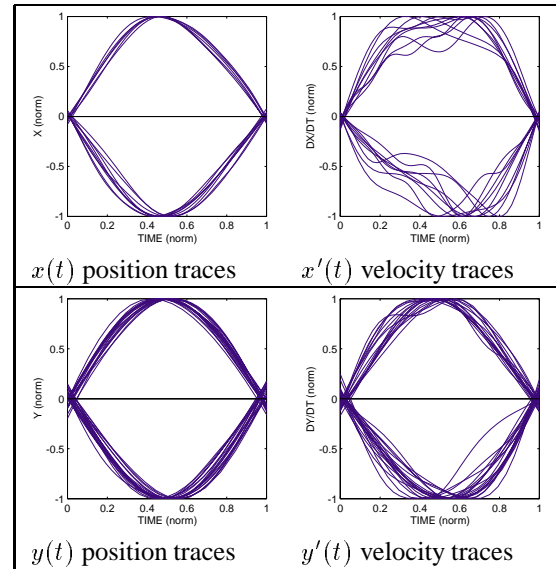 1
0.5
0
-0.5
-1
X (norm)
0 0.2 0.4 0.6 0.8 1
TIME (norm)
1
0.5
0
-0.5
-1
DX/DT (norm)
0 0.2 0.4 0.6 0.8 1
TIME (norm)
x(t) position traces
x′(t) velocity traces
1
0.5
0
-0.5
-1
Y (norm)
0 0.2 0.4 0.6 0.8 1
TIME (norm)
1
0.5
0
-0.5
-1
DY/DT (norm)
0 0.2 0.4 0.6 0.8 1
TIME (norm)
y(t) position traces
y′(t) velocity traces